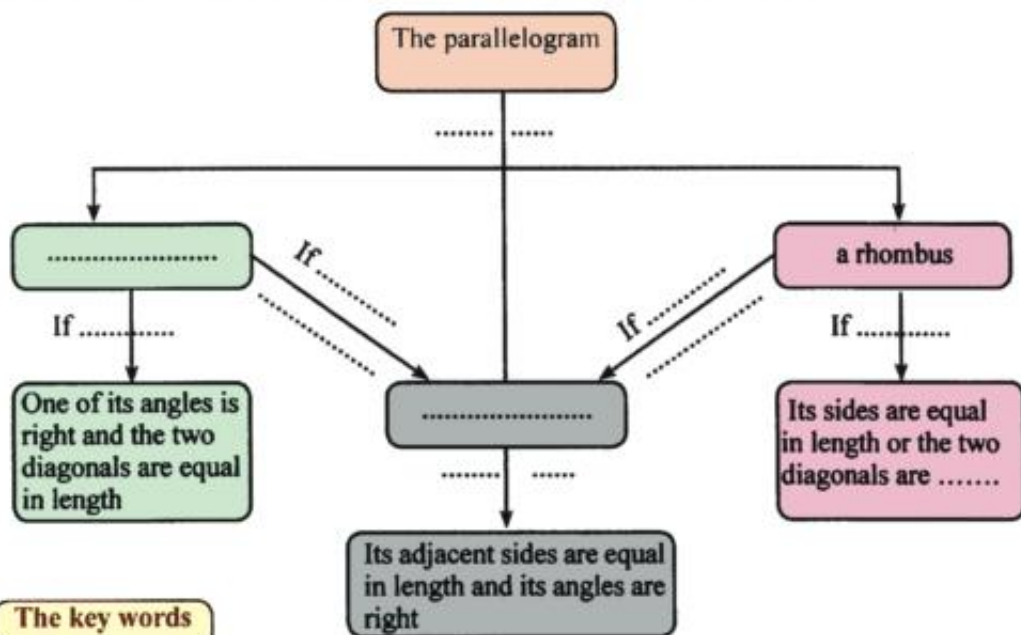 The parallelogram
........ ......
.......................
a rhombus
If ...........
..................
If ...........
..................
If .............
If .............
One of its angles is
right and the two
diagonals are equal
in length
.......................
Its sides are equal
in length or the two
diagonals are .......
........ ......
Its adjacent sides are equal
in length and its angles are
right
The key words